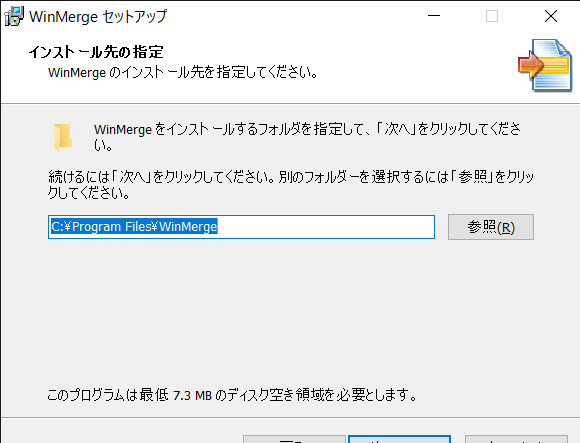 WinMerge セットアップ
インストール先の指定
WinMerge のインストール先を指定してください。
WinMerge をインストールするフォルダを指定して、「次へ」をクリックしてくださ
い。
続けるには「次へ」をクリックしてください。別のフォルダーを選択するには「参照」をクリッ
クしてください。
C:¥Program Files¥WinMerge
参照(R)
このプログラムは最低 7.3 MB のディスク空き領域を必要とします。